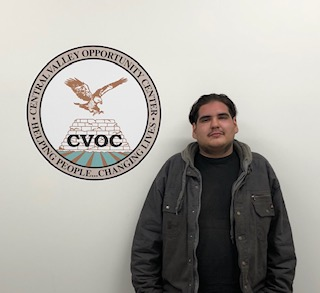 CENTRAL VALLEY OPPORTUNITY CENTER
CVOC
HELPING PEOPLE...CHANGING LIVES